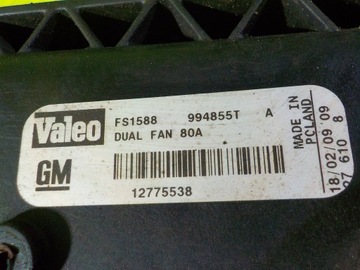 Valeo
FS1588 994855T A
DUAL FAN 80A
GM
12775538
MADE IN
POLAND
18/02/09 09
07 610 8